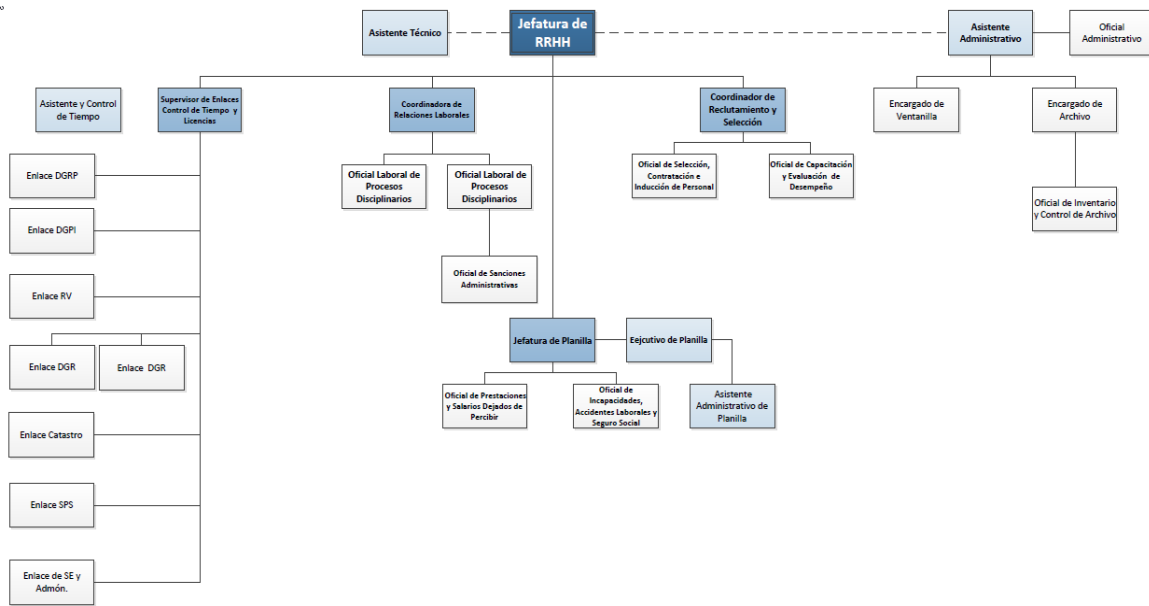 Jefatura de
RRHH
Asistente Técnico
Asistente
Administrativo
Oficial
Administrativo
Asistente y Control
de Tiempo
Supervisor de Enlaces
Control de Tiempo y
Licencias
Coordinadora de
Relaciones Laborales
Coordinador de
Reclutamiento y
Selección
Encargado de
Ventanilla
Encargado de
Archivo
Enlace DGRP
Oficial Laboral de
Procesos
Disciplinarios
Oficial Laboral de
Procesos
Disciplinarios
Oficial de Selección,
Contratación e
Inducción de Personal
Oficial de Capacitación
y Evaluación de
Desempeño
Oficial de Inventario
y Control de Archivo
Enlace DGPI
Oficial de Sanciones
Administrativas
Enlace RV
Jefatura de Planilla
Eejcutivo de Planilla
Enlace DGR
Enlace DGR
Oficial de Prestaciones
y Salarios Dejados de
Percibir
Oficial de
Incapacidades,
Accidentes Laborales y
Seguro Social
Asistente
Administrativo de
Planilla
Enlace Catastro
Enlace SPS
Enlace de SE y
Admón.